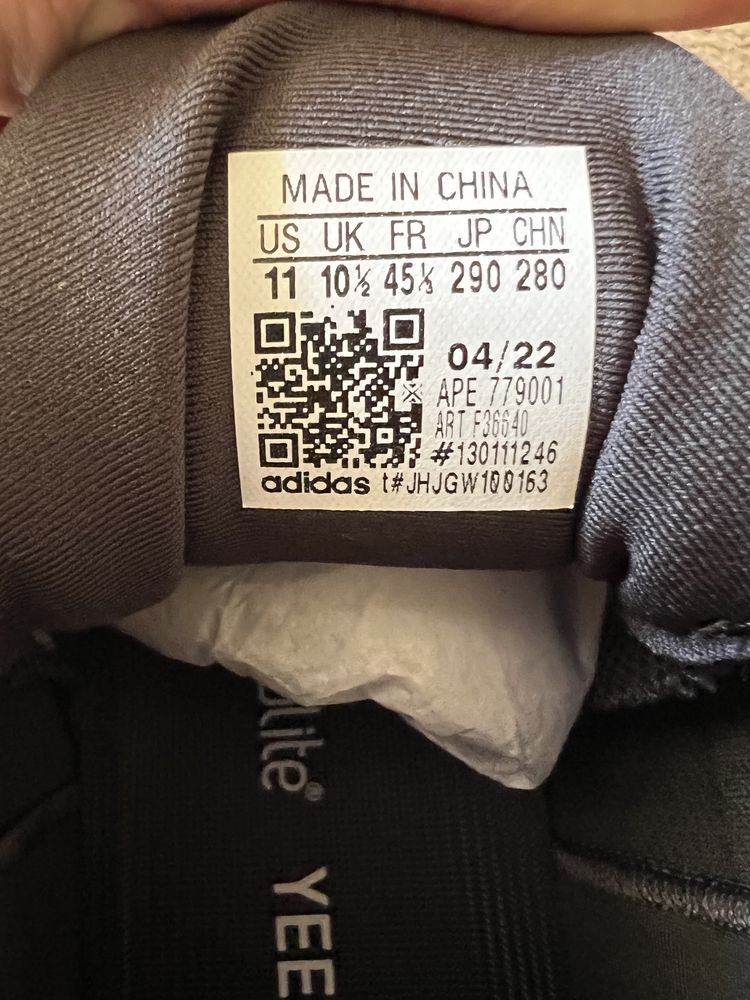 MADE IN CHINA
US UK FR JP CHN
11 10½ 45⅓ 290 280
04/22
APE 779001
ART F36640
#130111246
adidas t#JHJGW100163
YEE